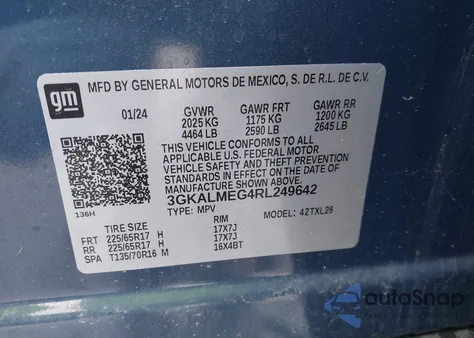 gm
MFD BY GENERAL MOTORS DE MEXICO, S. DE R.L. DE C.V.
01/24 GVWR GAWR FRT GAWR RR
2025 KG 1175 KG 1200 KG
4464 LB 2590 LB 2645 LB
THIS VEHICLE CONFORMS TO ALL
APPLICABLE U.S. FEDERAL MOTOR
VEHICLE SAFETY AND THEFT PREVENTION
STANDARDS IN EFFECT ON THE DATE OF
MANUFACTURE SHOWN ABOVE.
3GKALMEG4RL249642
136H TYPE: MPV MODEL: 42TXL26
TIRE SIZE RIM
FRT 225/65R17 H 17X7J
RR 225/65R17 H 17X7J
SPA T135/70R16 M 16X4BT
autoSnap